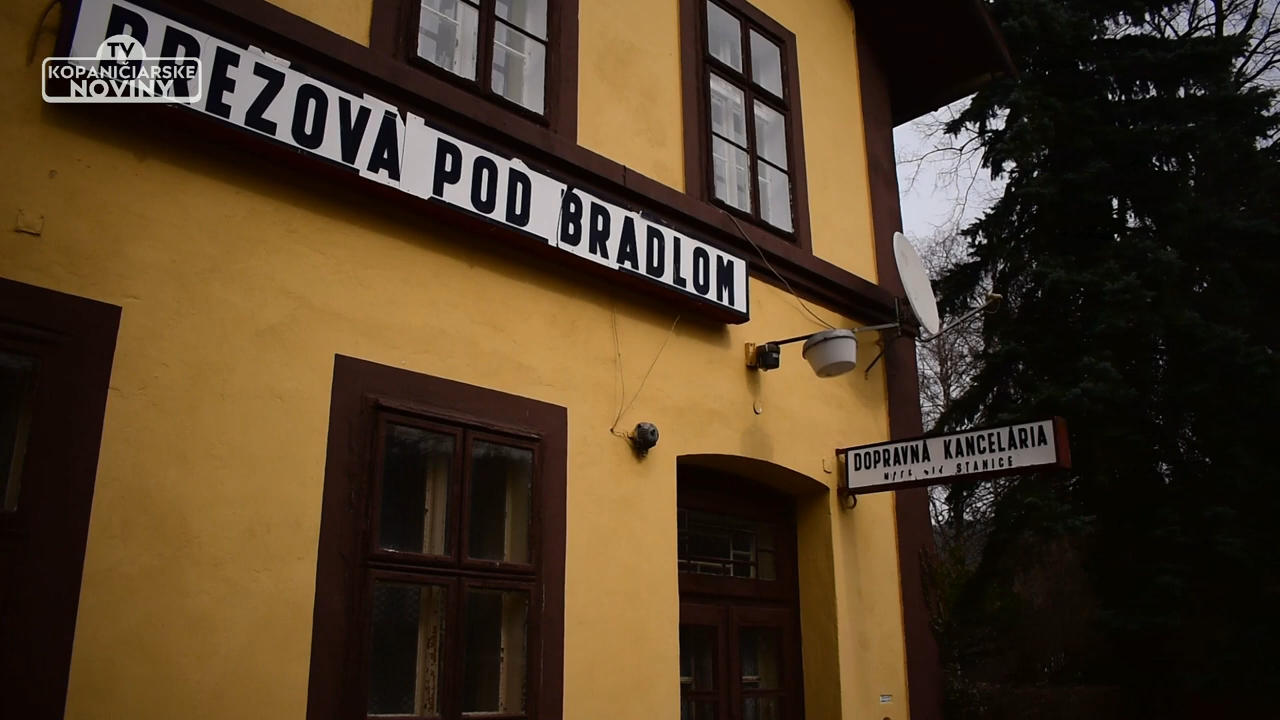 TV
KOPANIČIARSKE
NOVINY
BREZOVÁ POD BRADLOM
DOPRAVNÁ KANCELÁRIA
STANICE